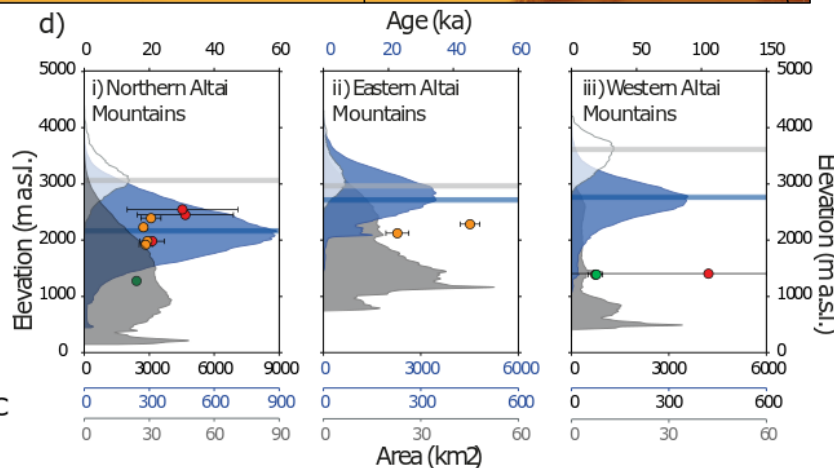 d)
Age (ka)
0 20 40 60
0 20 40 60
0 50 100 150
5000
4000
3000
2000
1000
0
Elevation (m a.s.l.)
i) Northern Altai
Mountains
ii) Eastern Altai
Mountains
iii) Western Altai
Mountains
5000
4000
3000
2000
1000
0
Elevation (m a.s.l.)
3000 6000 9000
0 3000 6000
3000 6000
C
0 300 600 900
0 300 600
0 300 600
0 30 60 90
0 30 60
0 30 60
Area (km2)